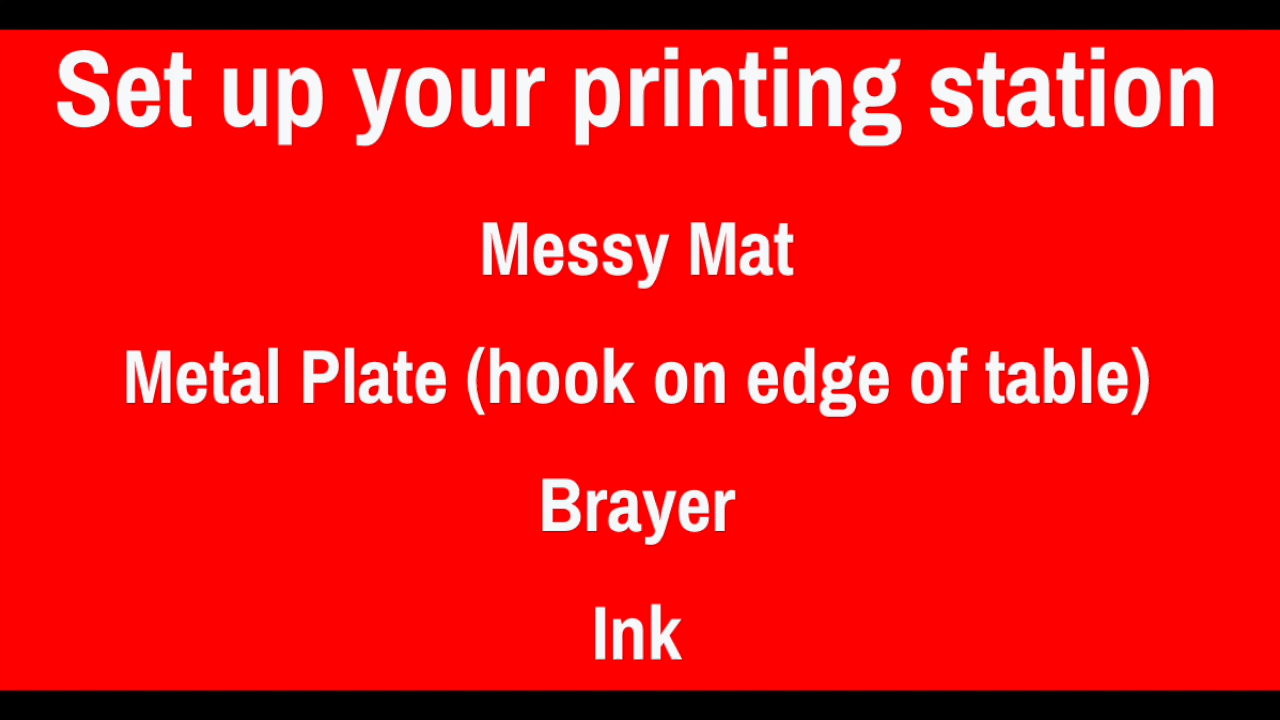 Set up your printing station
Messy Mat
Metal Plate (hook on edge of table)
Brayer
Ink